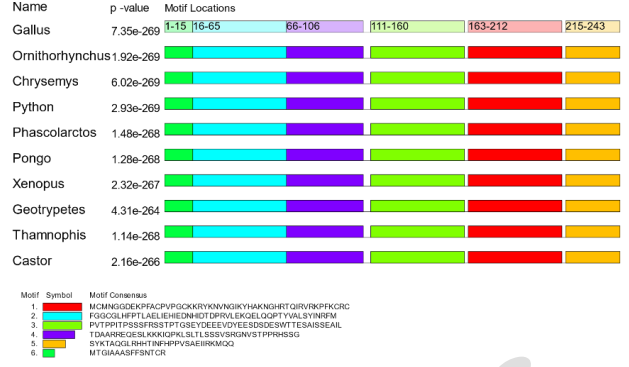 Name p -value Motif Locations
Gallus 7.35e-269 1-15 16-65 66-106 111-160 163-212 215-243
Ornithorhynchus 1.92e-269
Chrysemys 6.02e-269
Python 2.93e-269
Phascolarctos 1.48e-268
Pongo 1.28e-268
Xenopus 2.32e-267
Geotrypetes 4.31e-264
Thamnophis 1.14e-268
Castor 2.16e-266
Motif Symbol Motif Consensus
1. MCMNGGDEKPFACPVPGCKKRYKNVNGIKYHAKNGHRTQIRVRKPFKCRC
2. FGGCGLHFPTLAELIEHIEDNHIDTDPRVLEKQELQQPTYVALSYINRFM
3. PVTPPITPSSSFRSSTPTGSEYDEEEVDYEESDSDESWTTESAISSEAIL
4. TDAARREQESLKKKIQPKLSLTLSSSVSRGNVSTPPRHSSG
5. SYKTAQGLRHHTINFHPPVSAEIIRKMQQ
6. MTGIAAASFFSNTCR